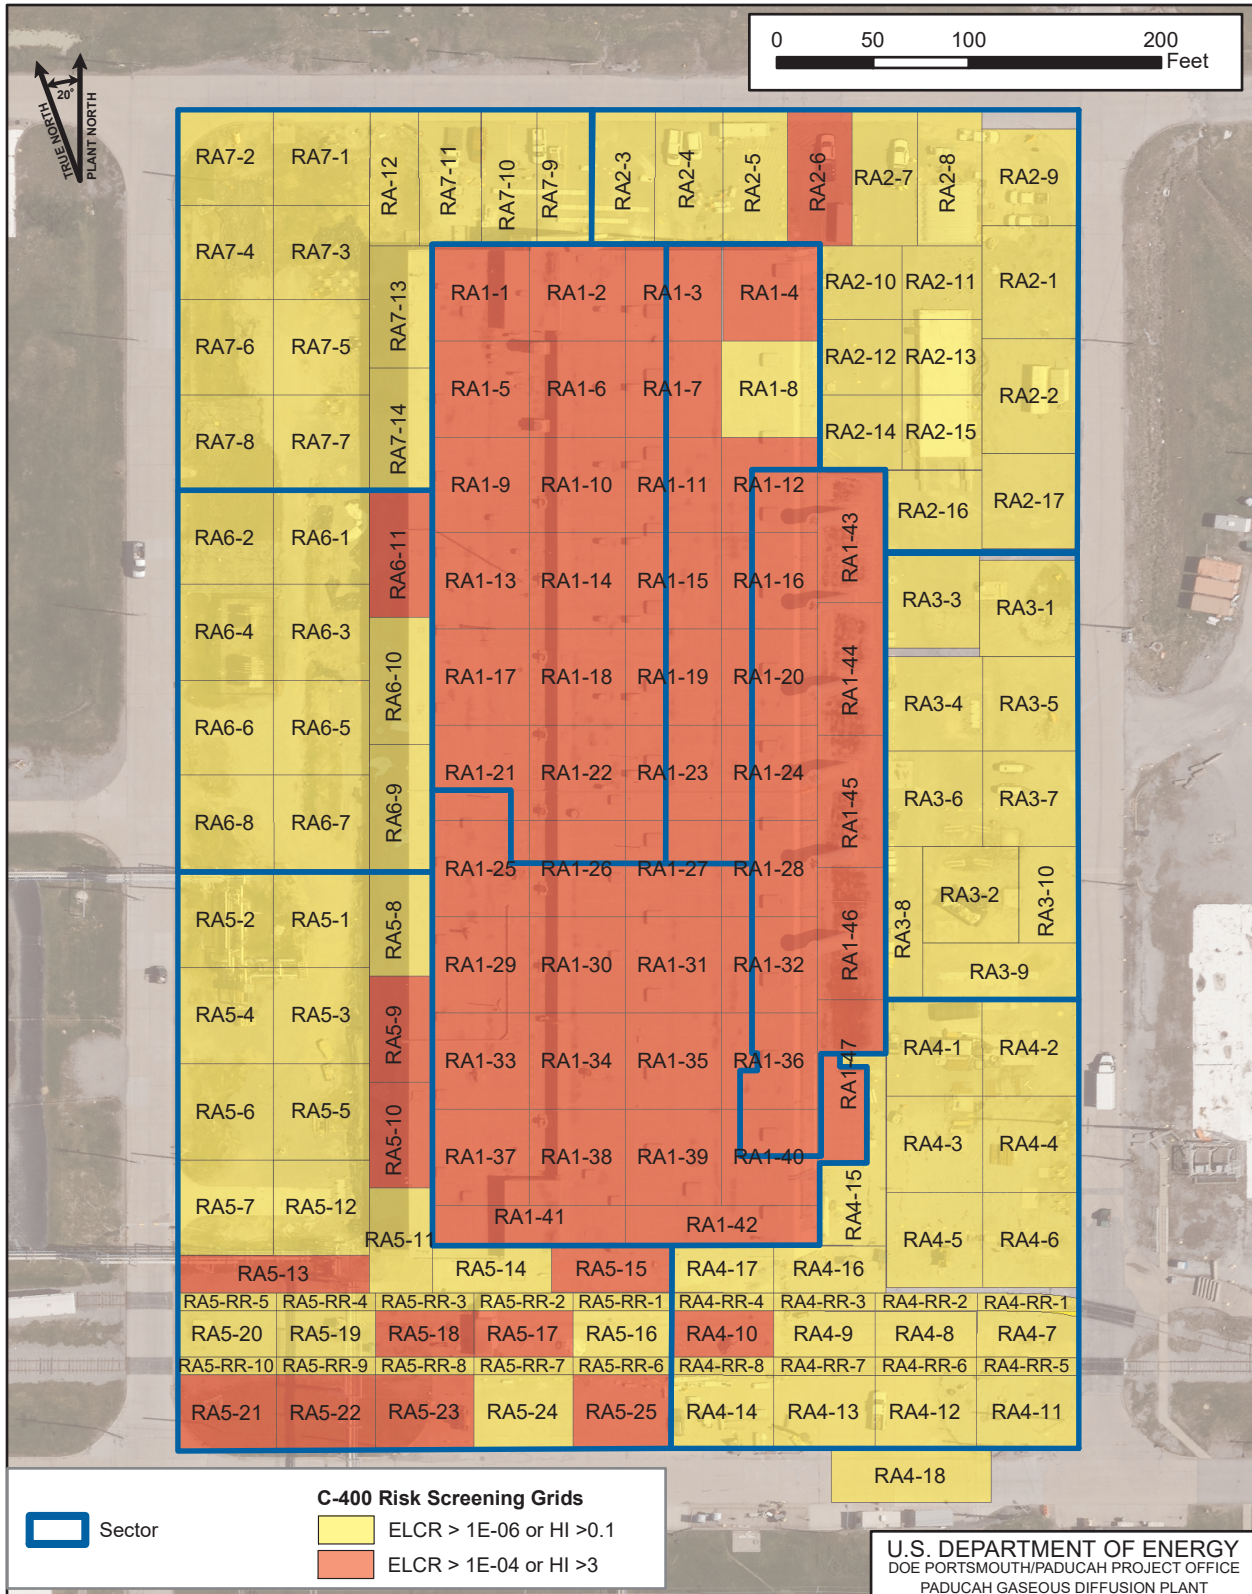 0 50 100 200
Feet
20°
TRUE NORTH
PLANT NORTH
RA7-2 RA7-1 RA-12 RA7-11 RA7-10 RA7-9 RA2-3 RA2-4 RA2-5 RA2-6 RA2-7 RA2-8 RA2-9
RA7-4 RA7-3 RA7-13 RA1-1 RA1-2 RA1-3 RA1-4 RA2-10 RA2-11 RA2-1
RA7-6 RA7-5 RA2-12 RA2-13
RA7-14 RA1-5 RA1-6 RA1-7 RA1-8 RA2-2
RA7-8 RA7-7 RA2-14 RA2-15
RA1-9 RA1-10 RA1-11 RA1-12 RA2-16 RA2-17
RA6-2 RA6-1 RA6-11 RA1-43
RA1-13 RA1-14 RA1-15 RA1-16 RA3-3 RA3-1
RA6-4 RA6-3 RA6-10 RA1-44
RA1-17 RA1-18 RA1-19 RA1-20 RA3-4 RA3-5
RA6-6 RA6-5
RA1-21 RA1-22 RA1-23 RA1-24 RA1-45 RA3-6 RA3-7
RA6-8 RA6-7 RA6-9
RA1-25 RA1-26 RA1-27 RA1-28 RA3-2 RA3-10
RA5-2 RA5-1 RA5-8 RA1-46 RA3-8
RA1-29 RA1-30 RA1-31 RA1-32 RA3-9
RA5-4 RA5-3 RA5-9
RA1-33 RA1-34 RA1-35 RA1-36 RA1-47 RA4-1 RA4-2
RA5-6 RA5-5 RA5-10
RA1-37 RA1-38 RA1-39 RA1-40 RA4-3 RA4-4
RA5-7 RA5-12 RA4-15
RA5-11 RA1-41 RA1-42 RA4-5 RA4-6
RA5-13 RA5-14 RA5-15 RA4-17 RA4-16
RA5-RR-5 RA5-RR-4 RA5-RR-3 RA5-RR-2 RA5-RR-1 RA4-RR-4 RA4-RR-3 RA4-RR-2 RA4-RR-1
RA5-20 RA5-19 RA5-18 RA5-17 RA5-16 RA4-10 RA4-9 RA4-8 RA4-7
RA5-RR-10 RA5-RR-9 RA5-RR-8 RA5-RR-7 RA5-RR-6 RA4-RR-8 RA4-RR-7 RA4-RR-6 RA4-RR-5
RA5-21 RA5-22 RA5-23 RA5-24 RA5-25 RA4-14 RA4-13 RA4-12 RA4-11
RA4-18
Sector
C-400 Risk Screening Grids
ELCR > 1E-06 or HI >0.1
ELCR > 1E-04 or HI >3
U.S. DEPARTMENT OF ENERGY
DOE PORTSMOUTH/PADUCAH PROJECT OFFICE
PADUCAH GASEOUS DIFFUSION PLANT